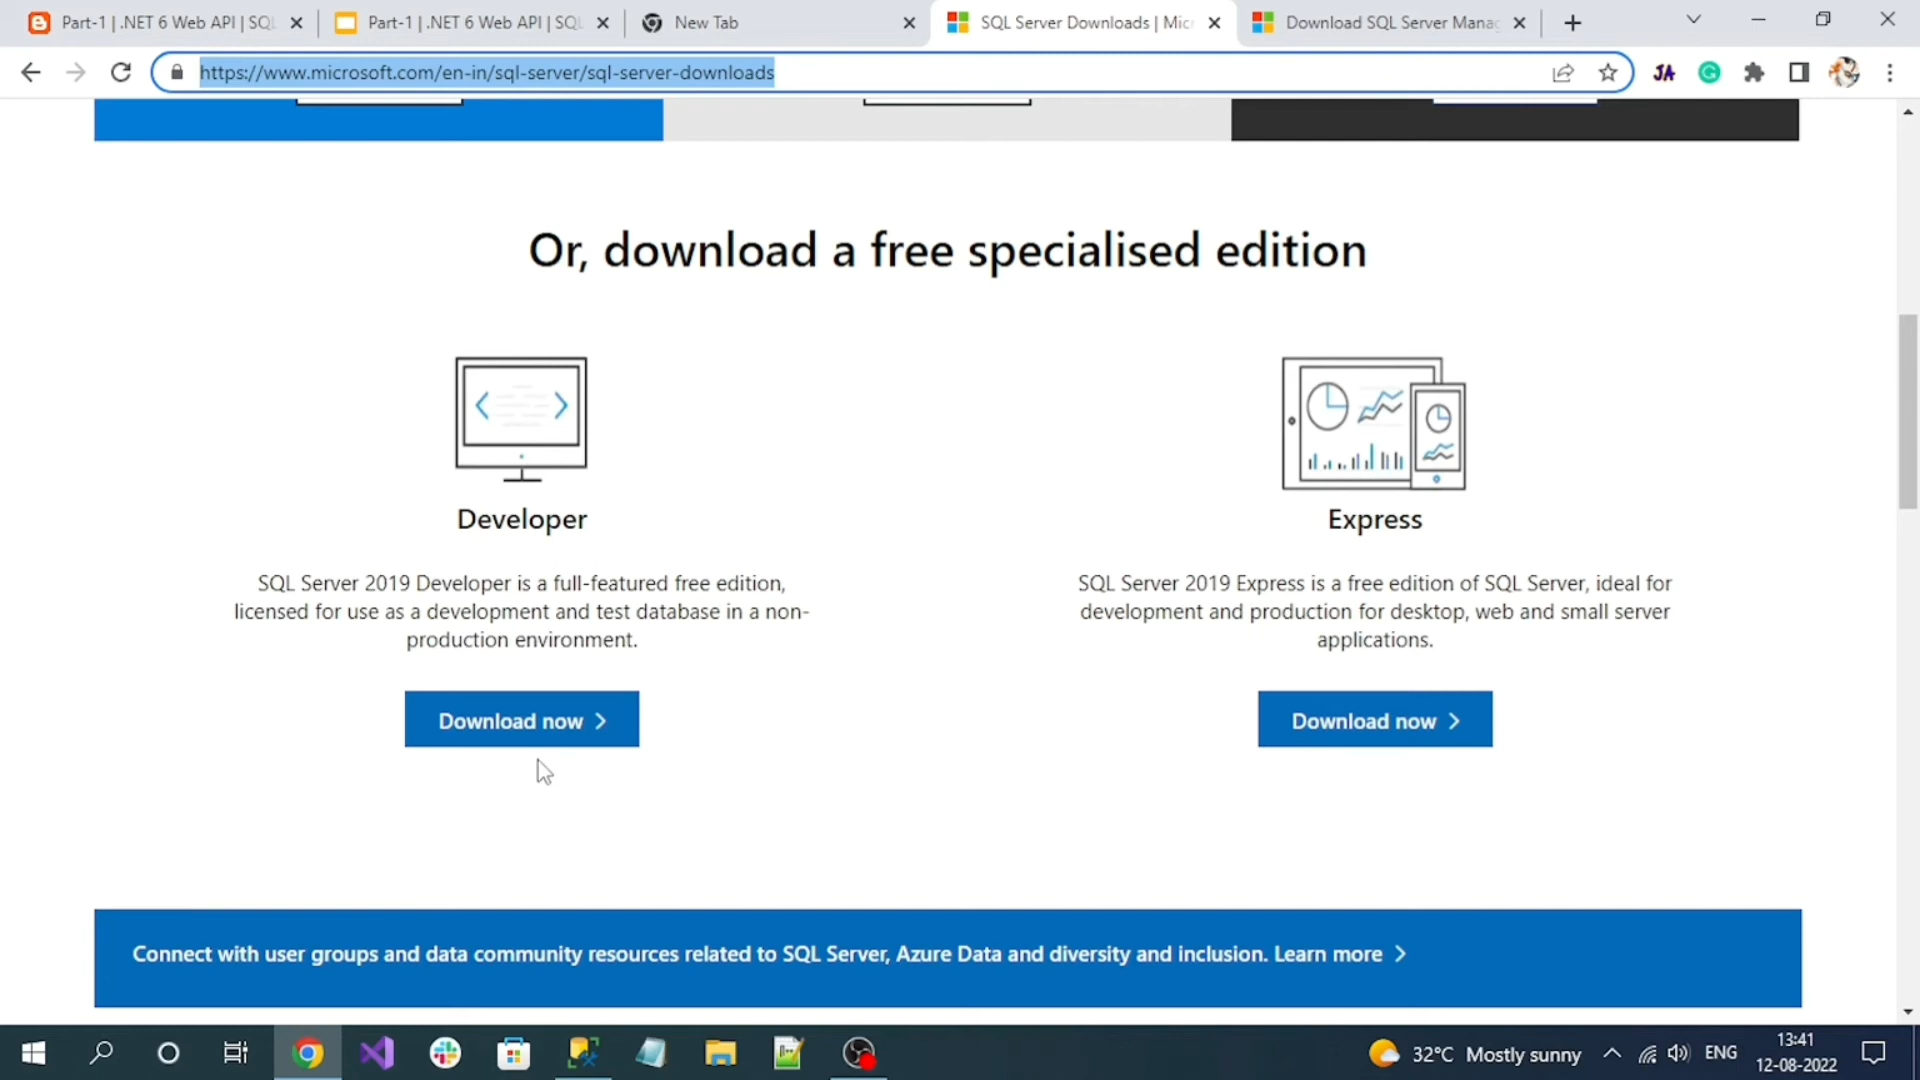 Part-1 | .NET 6 Web API | SQL
Part-1 | .NET 6 Web API | SQL
New Tab
SQL Server Downloads | Micr
Download SQL Server Manag
https://www.microsoft.com/en-in/sql-server/sql-server-downloads
JA
Or, download a free specialised edition
Developer
SQL Server 2019 Developer is a full-featured free edition,
licensed for use as a development and test database in a non-
production environment.
Download now
Express
SQL Server 2019 Express is a free edition of SQL Server, ideal for
development and production for desktop, web and small server
applications.
Download now
Connect with user groups and data community resources related to SQL Server, Azure Data and diversity and inclusion. Learn more
32°C Mostly sunny
ENG
13:41
12-08-2022